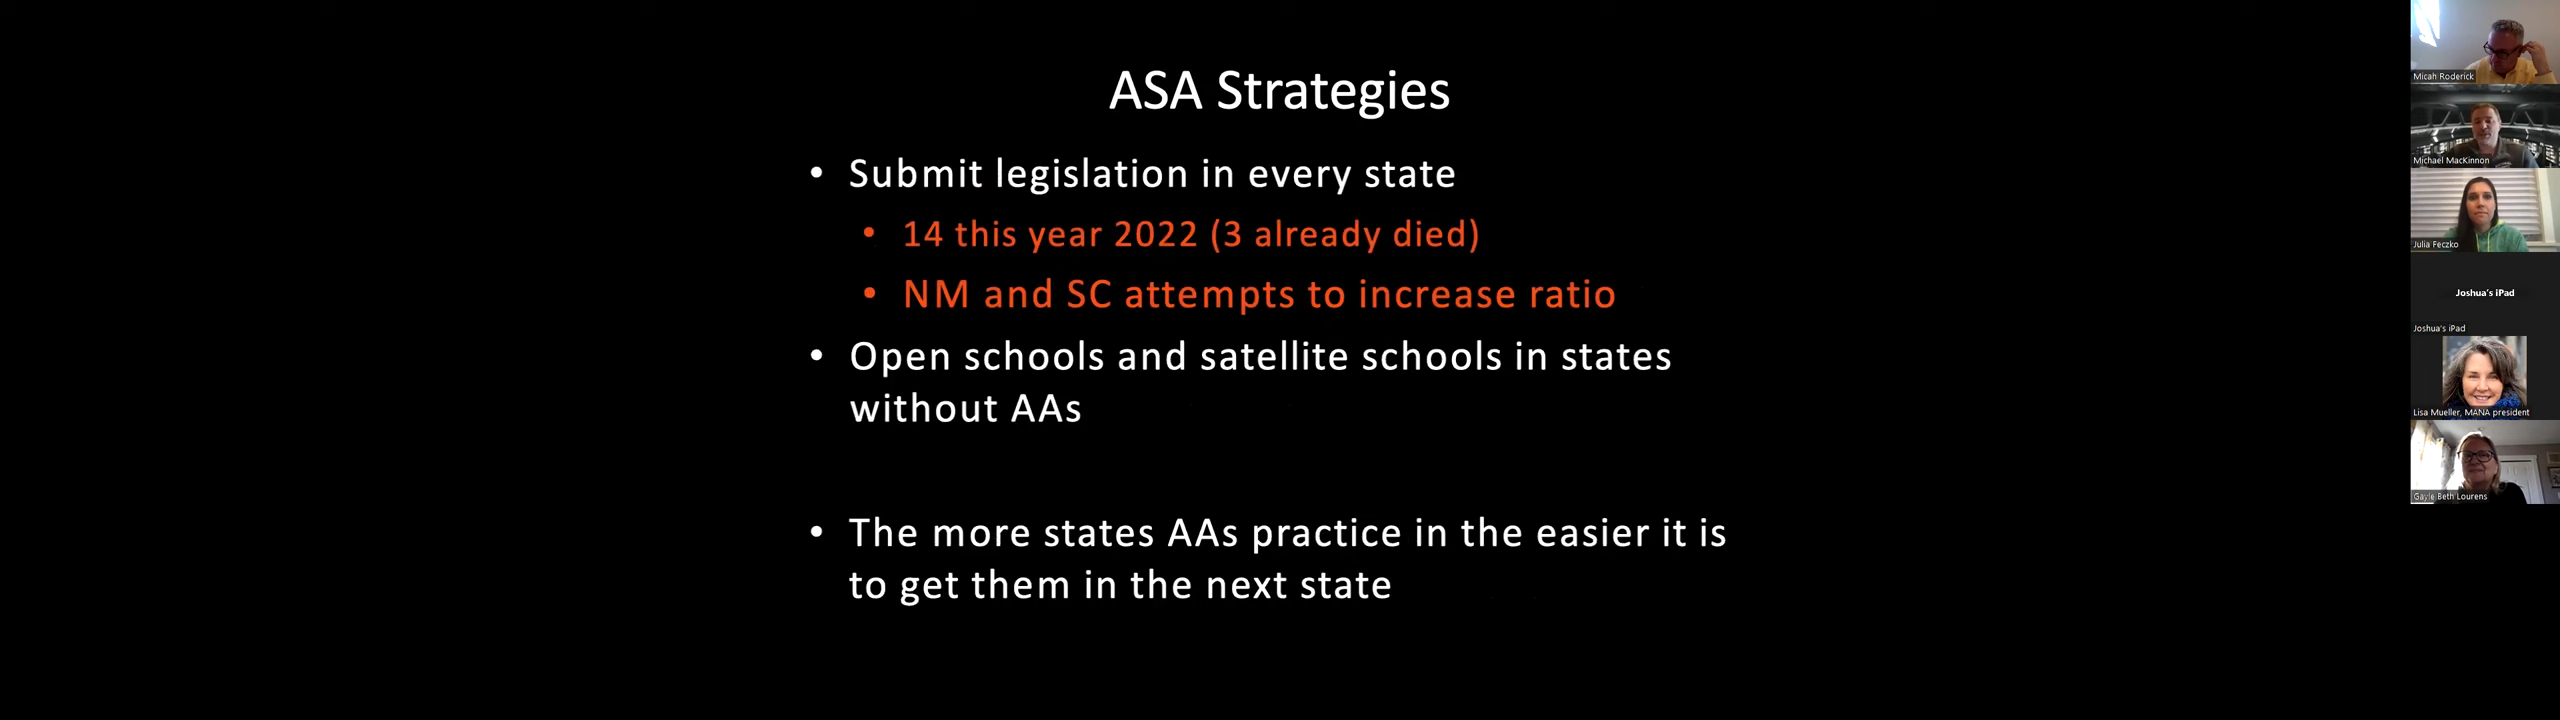 ASA Strategies
• Submit legislation in every state
• 14 this year 2022 (3 already died)
• NM and SC attempts to increase ratio
• Open schools and satellite schools in states
without AAs
• The more states AAs practice in the easier it is
to get them in the next state
Micah Roderick
Michael MacKinnon
Julia Feczko
Joshua's iPad
Joshua's iPad
Lisa Mueller, MANA president
Gayle Beth Lourens